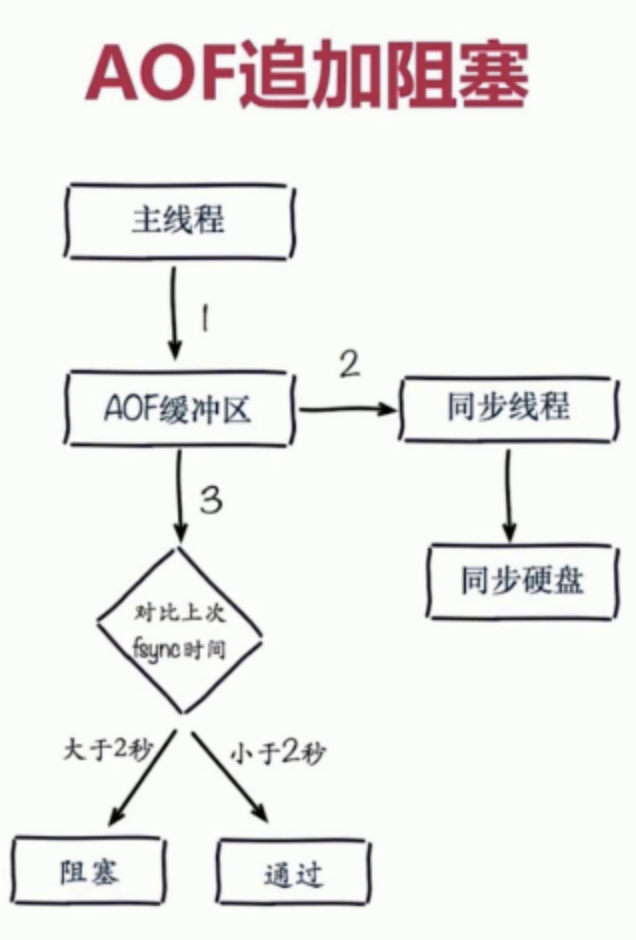 AOF追加阻塞
主线程
1
AOF缓冲区
2
同步线程
3
同步硬盘
对比上次
fsync时间
大于2秒
小于2秒
阻塞
通过